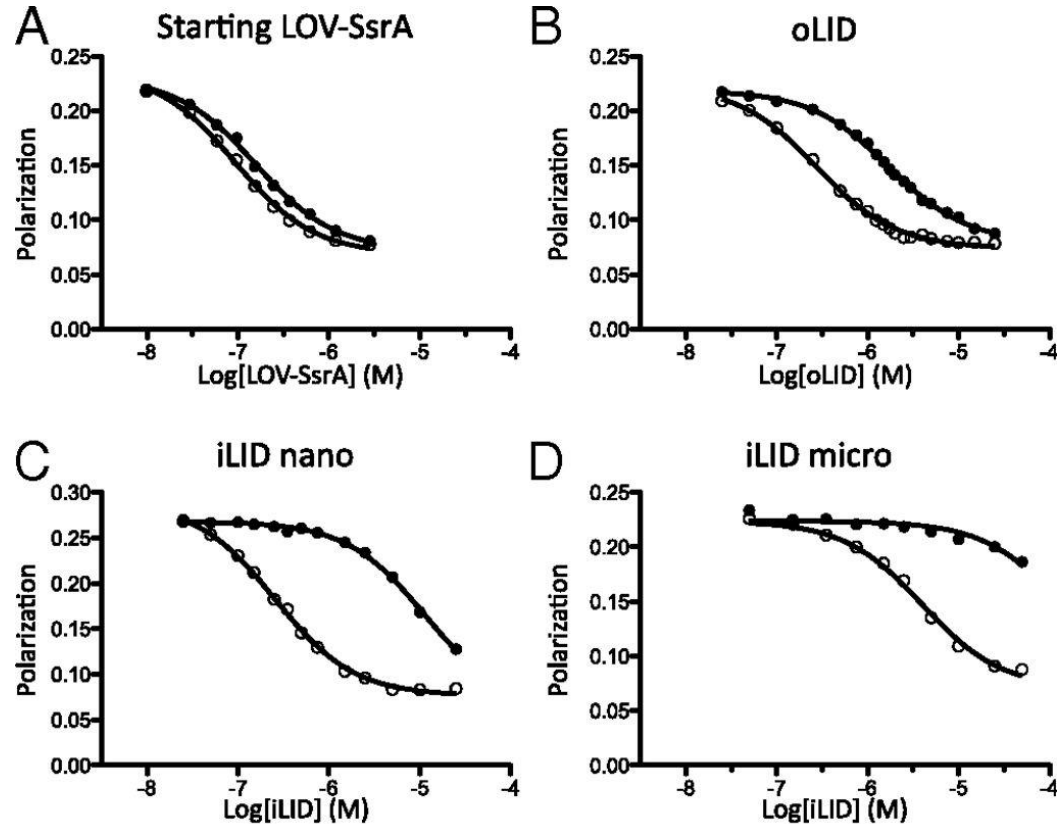 A
Starting LOV-SsrA
Polarization
0.25
0.20
0.15
0.10
0.05
0.00
-8
-7
-6
-5
-4
Log[LOV-SsrA] (M)
B
oLID
Polarization
0.25
0.20
0.15
0.10
0.05
0.00
-8
-7
-6
-5
-4
Log[oLID] (M)
C
iLID nano
Polarization
0.30
0.25
0.20
0.15
0.10
0.05
0.00
-8
-7
-6
-5
-4
Log[iLID] (M)
D
iLID micro
Polarization
0.25
0.20
0.15
0.10
0.05
0.00
-8
-7
-6
-5
-4
Log[iLID] (M)